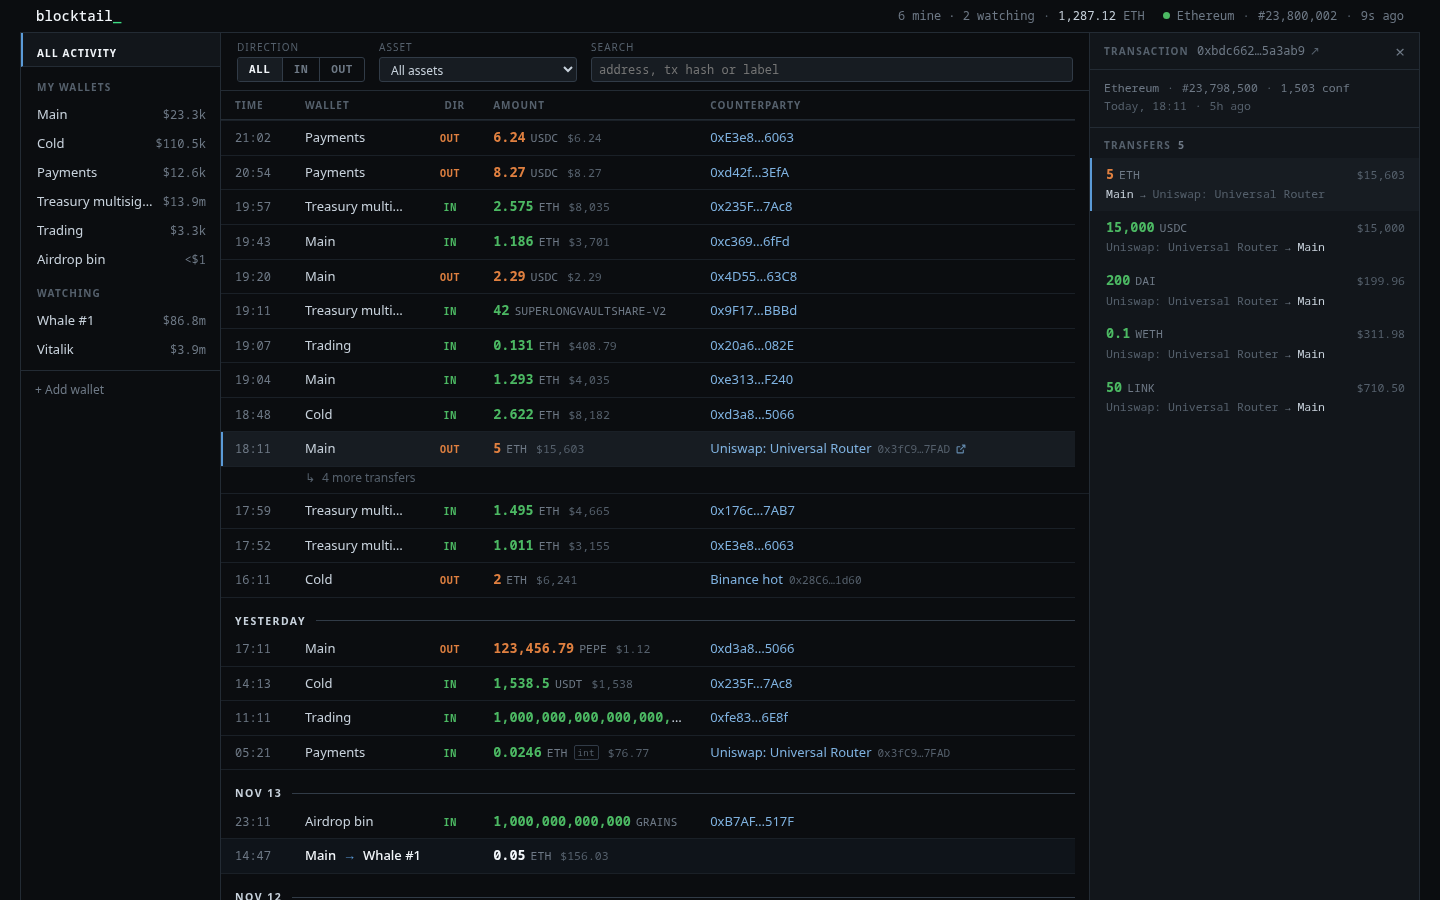 blocktail_
6 mine · 2 watching · 1,287.12 ETH ● Ethereum · #23,800,002 · 9s ago
ALL ACTIVITY
MY WALLETS
Main $23.3k
Cold $110.5k
Payments $12.6k
Treasury multisig… $13.9m
Trading $3.3k
Airdrop bin <$1
WATCHING
Whale #1 $86.8m
Vitalik $3.9m
+ Add wallet
DIRECTION ASSET SEARCH
ALL IN OUT All assets address, tx hash or label
TIME WALLET DIR AMOUNT COUNTERPARTY
21:02 Payments OUT 6.24 USDC $6.24 0xE3e8…6063
20:54 Payments OUT 8.27 USDC $8.27 0xd42f…3EfA
19:57 Treasury multi… IN 2.575 ETH $8,035 0x235F…7Ac8
19:43 Main IN 1.186 ETH $3,701 0xc369…6fFd
19:20 Main OUT 2.29 USDC $2.29 0x4D55…63C8
19:11 Treasury multi… IN 42 SUPERLONGVAULTSHARE-V2 0x9F17…BBBd
19:07 Trading IN 0.131 ETH $408.79 0x20a6…082E
19:04 Main IN 1.293 ETH $4,035 0xe313…F240
18:48 Cold IN 2.622 ETH $8,182 0xd3a8…5066
18:11 Main OUT 5 ETH $15,603 Uniswap: Universal Router 0x3fC9…7FAD
↳ 4 more transfers
17:59 Treasury multi… IN 1.495 ETH $4,665 0x176c…7AB7
17:52 Treasury multi… IN 1.011 ETH $3,155 0xE3e8…6063
16:11 Cold OUT 2 ETH $6,241 Binance hot 0x28C6…1d60
YESTERDAY
17:11 Main OUT 123,456.79 PEPE $1.12 0xd3a8…5066
14:13 Cold IN 1,538.5 USDT $1,538 0x235F…7Ac8
11:11 Trading IN 1,000,000,000,000,000,… 0xfe83…6E8f
05:21 Payments IN 0.0246 ETH int $76.77 Uniswap: Universal Router 0x3fC9…7FAD
NOV 13
23:11 Airdrop bin IN 1,000,000,000,000 GRAINS 0xB7AF…517F
14:47 Main → Whale #1 0.05 ETH $156.03
NOV 12
TRANSACTION 0xbdc662…5a3ab9 ↗ ✕
Ethereum · #23,798,500 · 1,503 conf
Today, 18:11 · 5h ago
TRANSFERS 5
5 ETH $15,603
Main → Uniswap: Universal Router
15,000 USDC $15,000
Uniswap: Universal Router → Main
200 DAI $199.96
Uniswap: Universal Router → Main
0.1 WETH $311.98
Uniswap: Universal Router → Main
50 LINK $710.50
Uniswap: Universal Router → Main